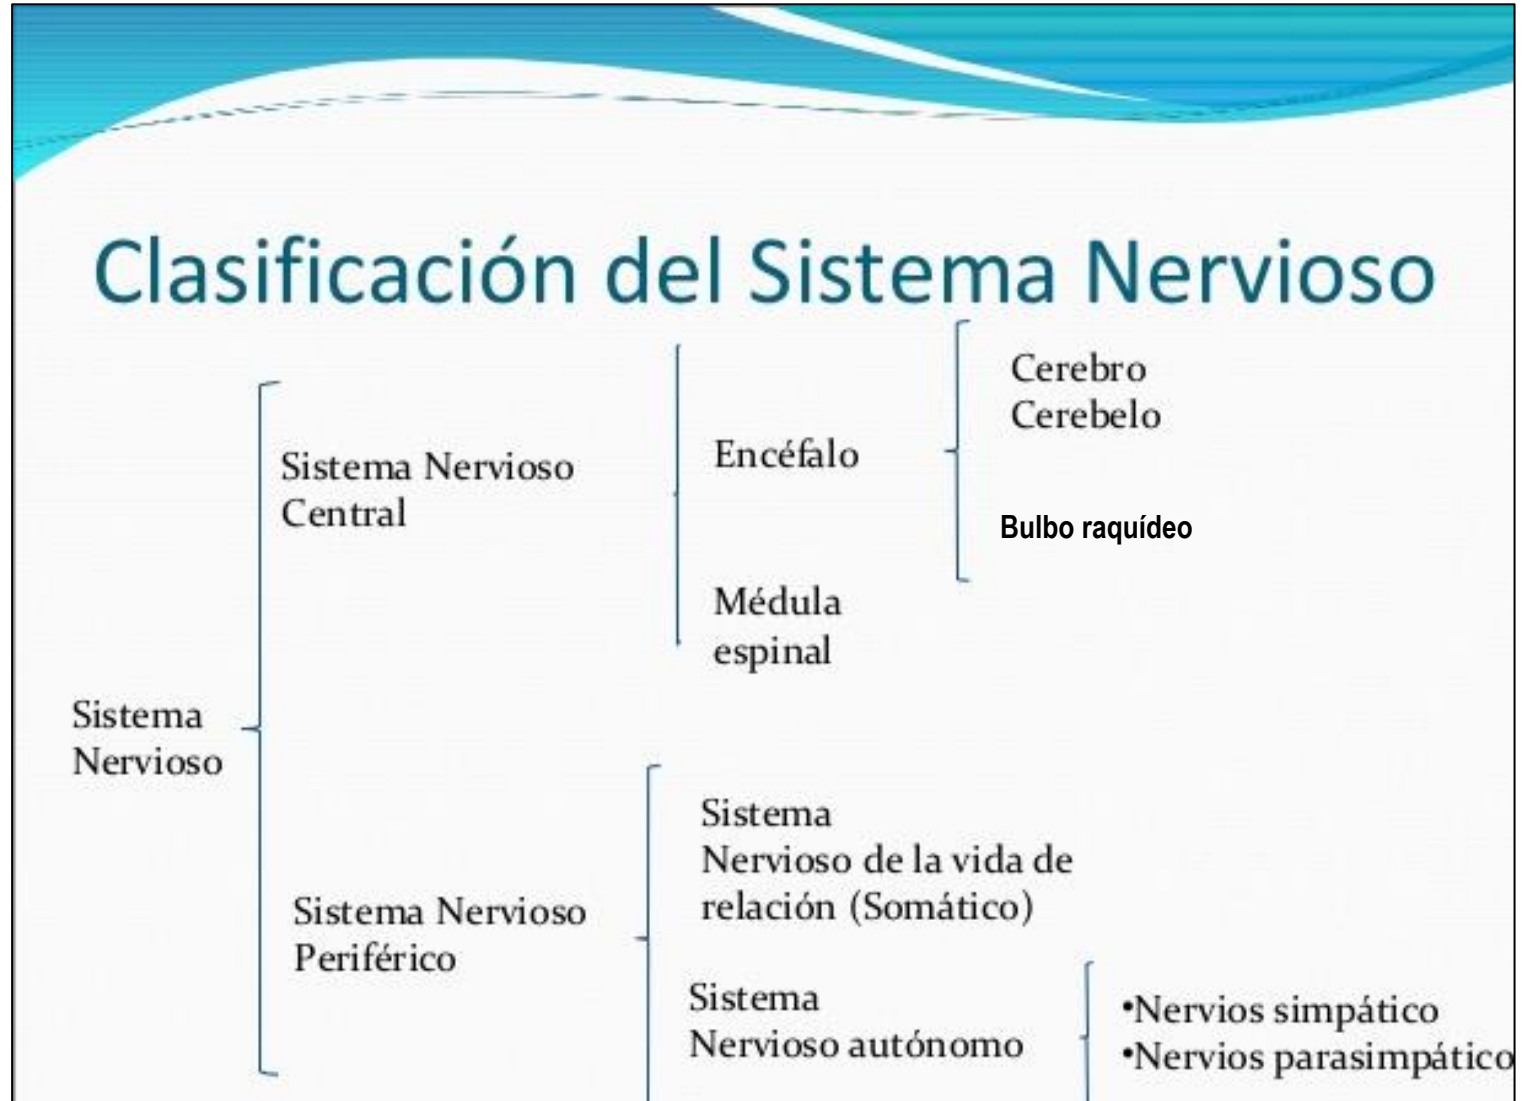 Clasificación del Sistema Nervioso
Cerebro
Cerebelo
Encéfalo
Sistema Nervioso
Central
Bulbo raquídeo
Médula
espinal
Sistema
Nervioso
Sistema
Nervioso de la vida de
relación (Somático)
Sistema Nervioso
Periférico
Sistema
Nervioso autónomo
•Nervios simpático
•Nervios parasimpático